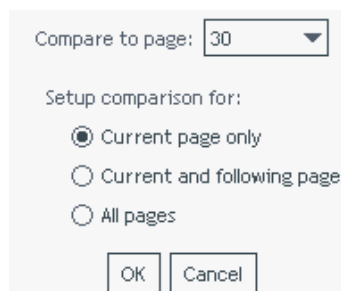 Compare to page: 30
Setup comparison for:
Current page only
Current and following page
All pages
OK Cancel